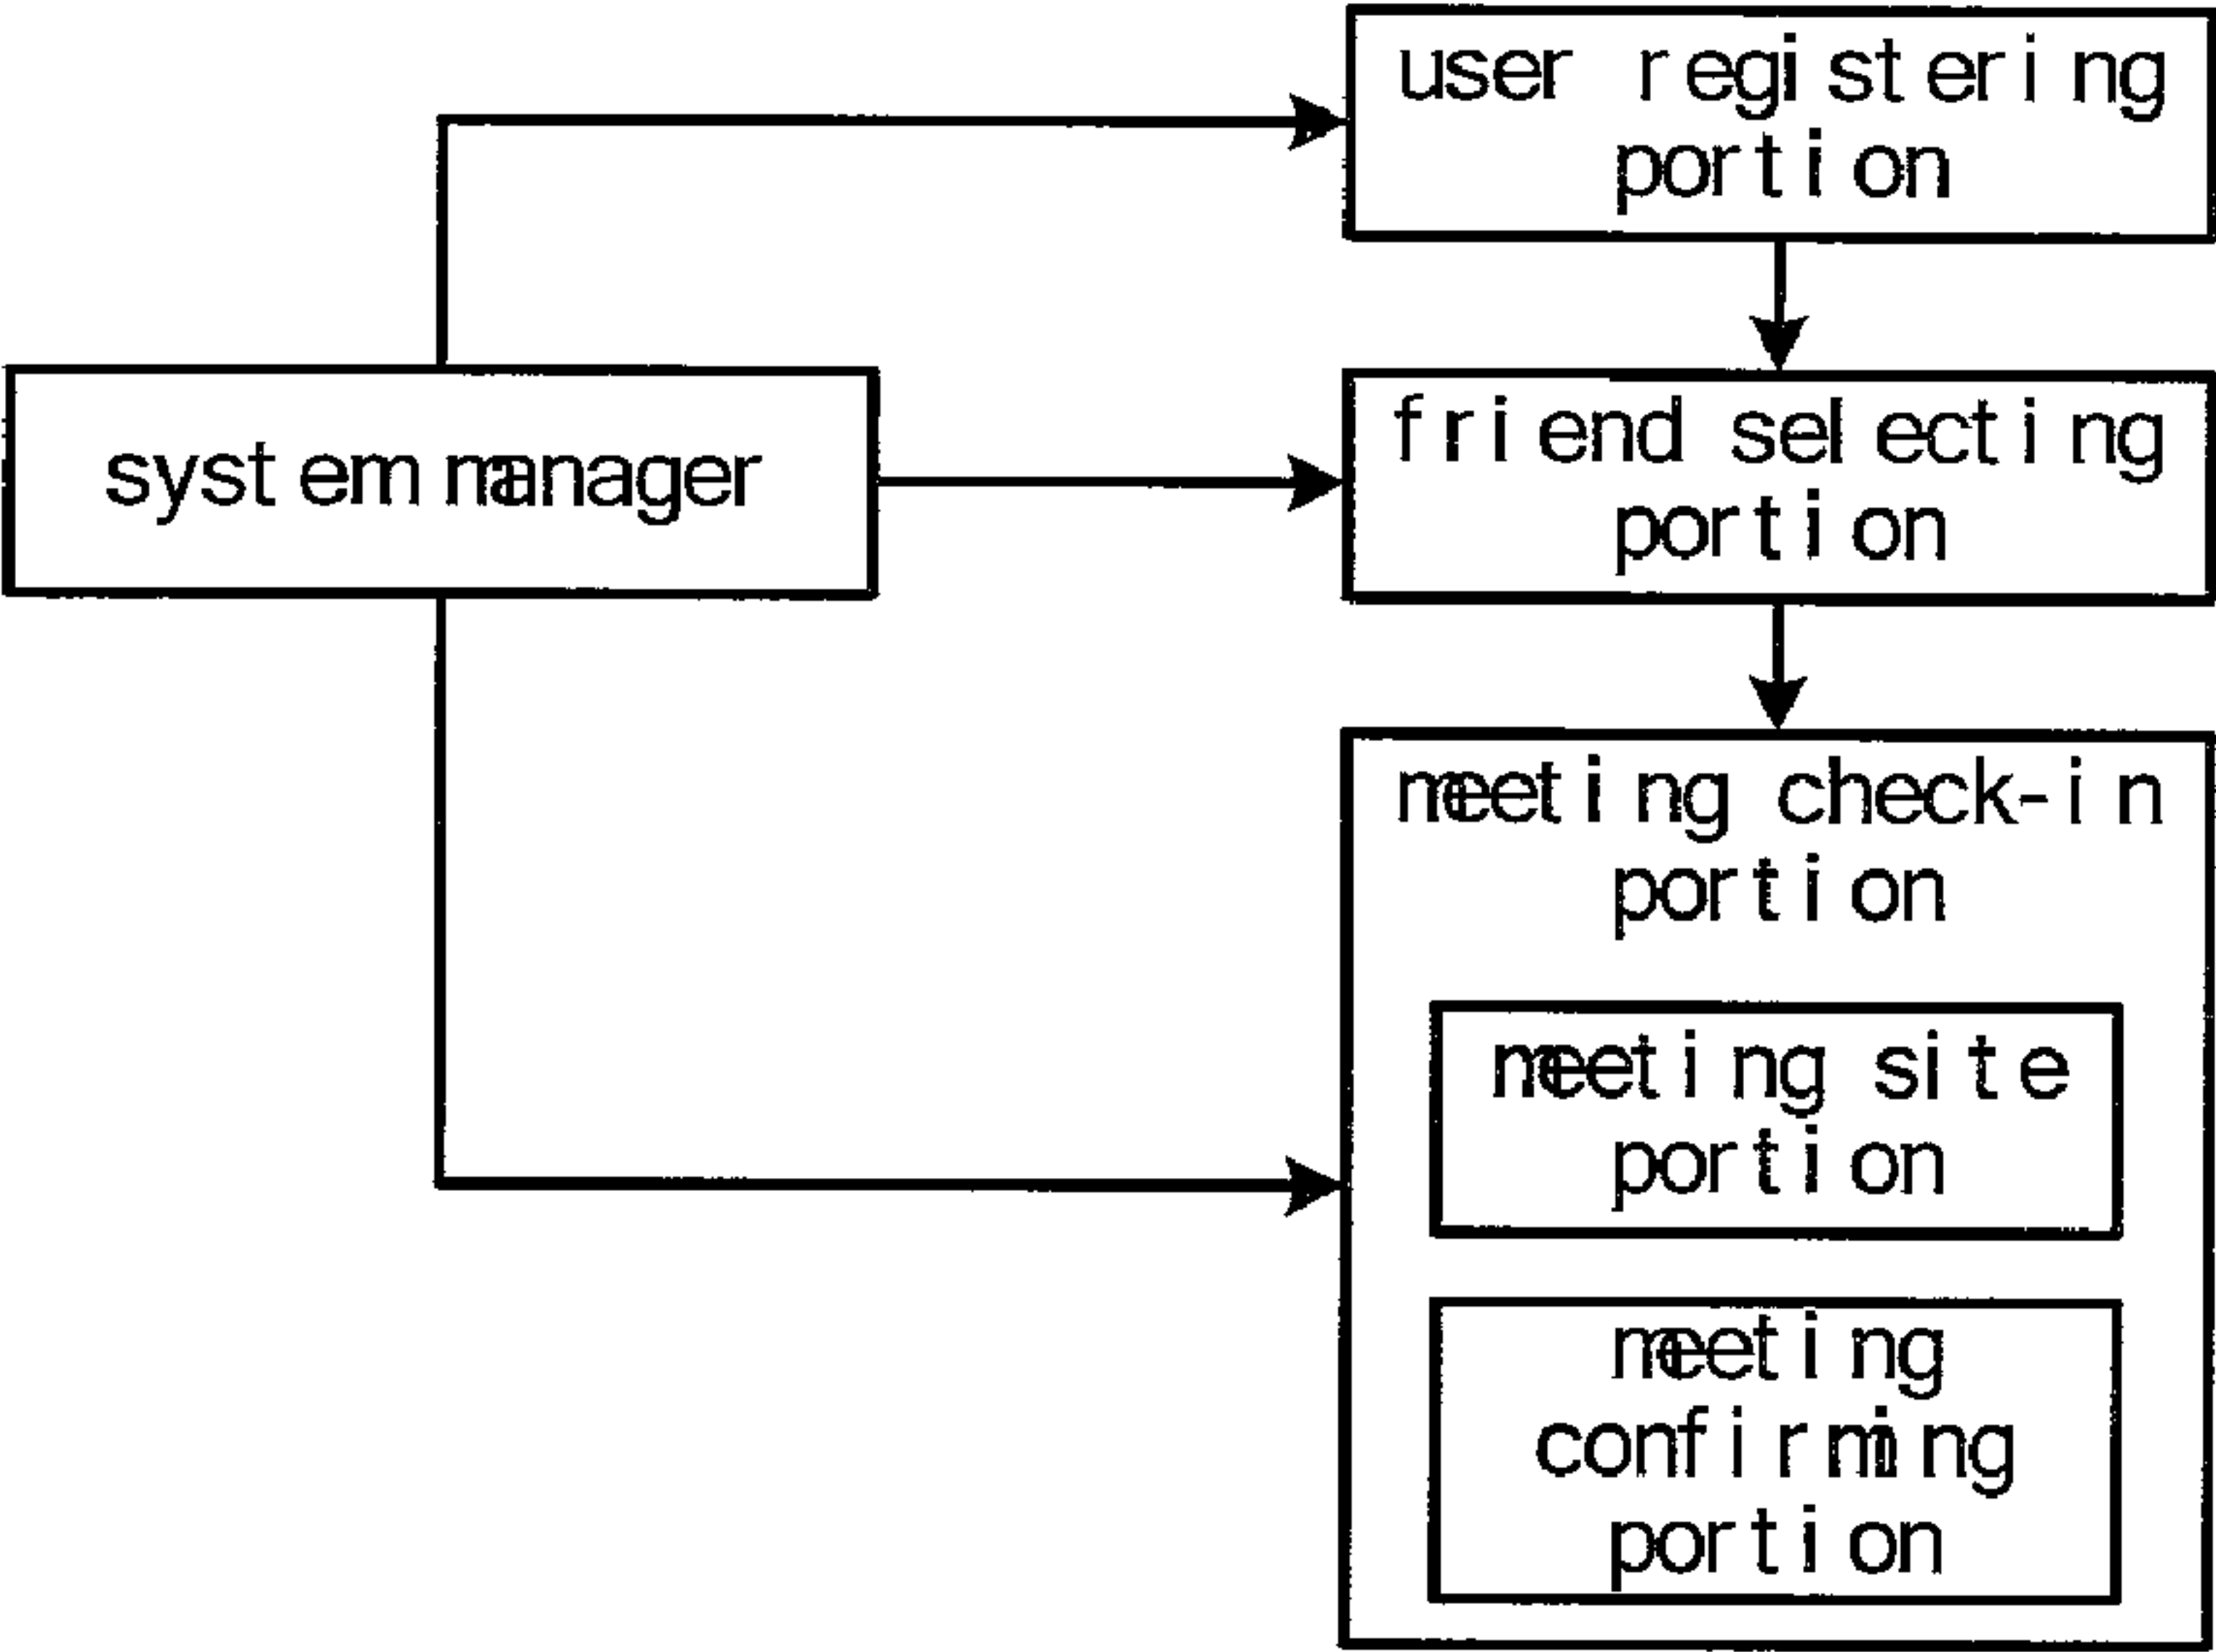 user registering
portion
system manager
friend selecting
portion
meeting check-in
portion
meeting site
portion
meeting
confirming
portion